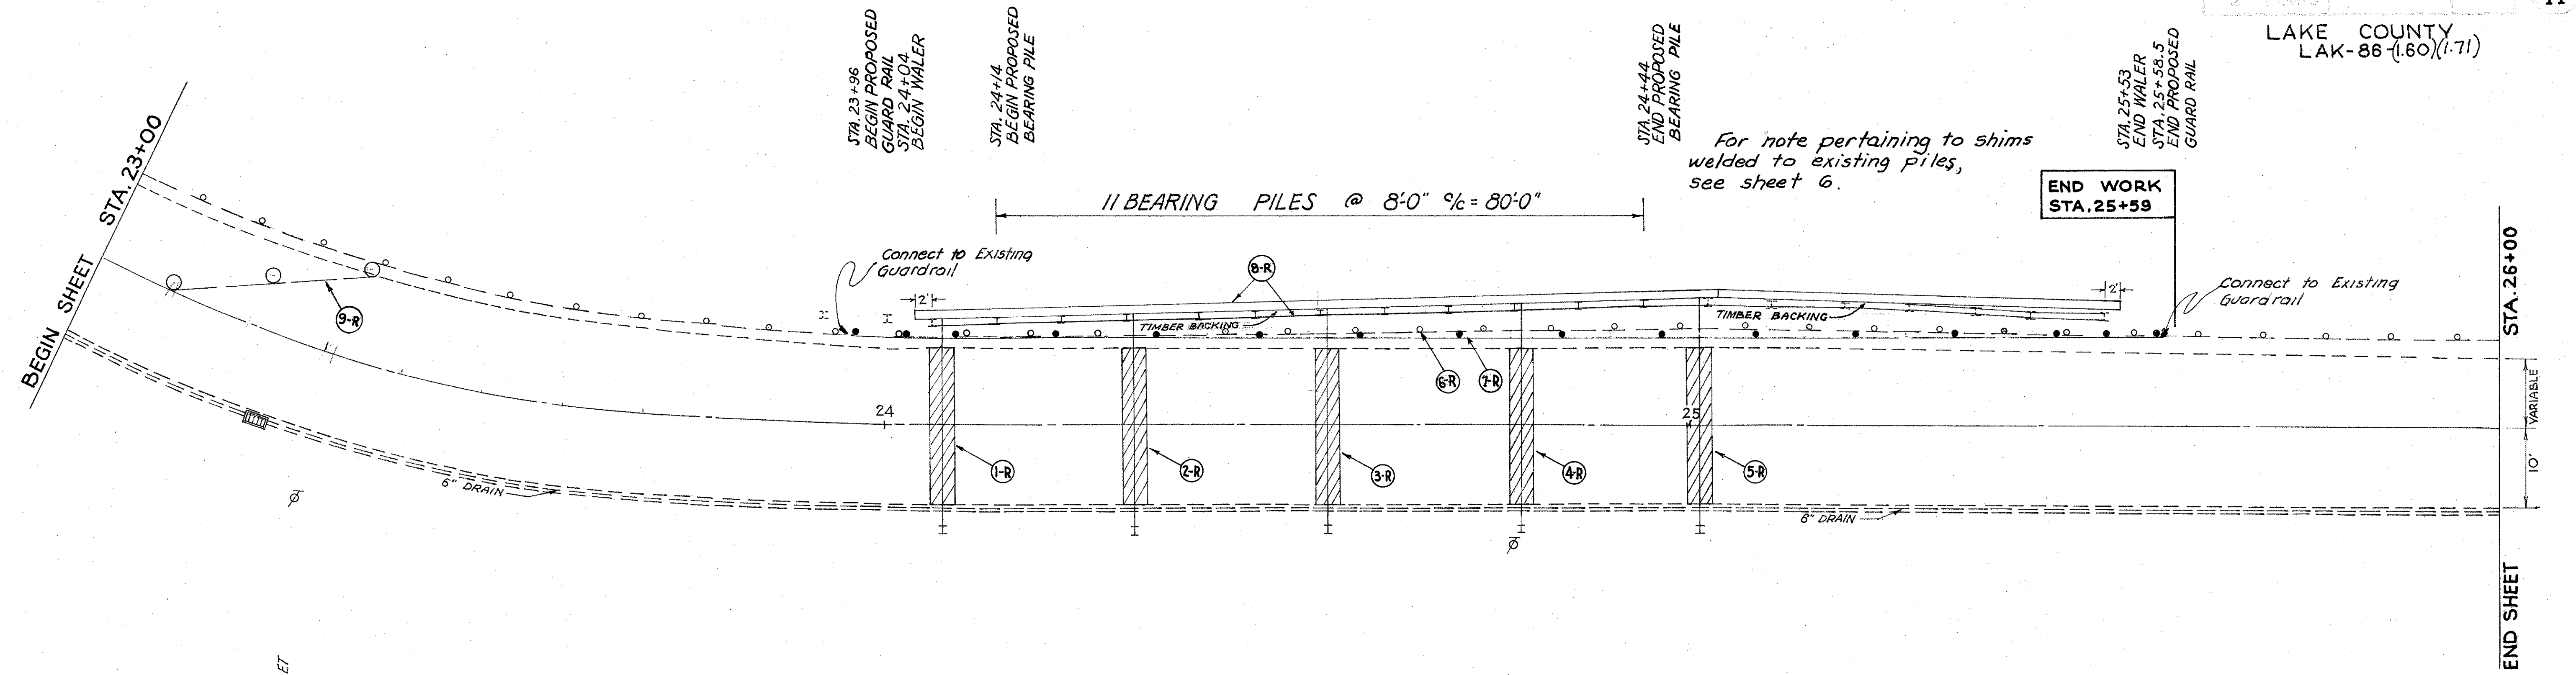 LAKE COUNTY
LAK-86-(1.60)(1.71)
BEGIN SHEET STA. 23+00
STA. 23+96
BEGIN PROPOSED
GUARD RAIL
STA. 24+04
BEGIN WALER
STA. 24+14
BEGIN PROPOSED
BEARING PILE
STA. 24+44
END PROPOSED
BEARING PILE
STA. 25+53
END WALER
STA. 25+58.5
END PROPOSED
GUARD RAIL
For note pertaining to shims
welded to existing piles,
see sheet 6.
11 BEARING PILES @ 8'-0" c/c = 80'-0"
END WORK
STA. 25+59
Connect to Existing
Guardrail
Connect to Existing
Guardrail
8-R
2'
2'
9-R
TIMBER BACKING
TIMBER BACKING
6-R
7-R
24
25
1-R
2-R
3-R
4-R
5-R
6" DRAIN
6" DRAIN
VARIABLE
10'
STA. 26+00
END SHEET
ET